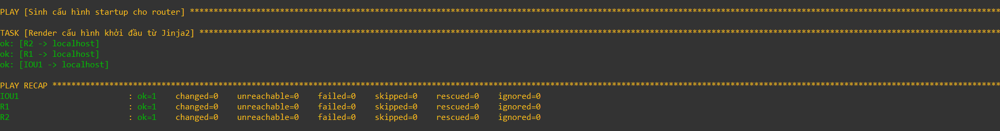 PLAY [Sinh cấu hình startup cho router] ****************************************************************************************************************************************************************************
TASK [Render cấu hình khởi đầu từ Jinja2] **************************************************************************************************************************************************************************
ok: [R2 -> localhost]
ok: [R1 -> localhost]
ok: [IOU1 -> localhost]
PLAY RECAP *********************************************************************************************************************************************************************************************************
IOU1 : ok=1 changed=0 unreachable=0 failed=0 skipped=0 rescued=0 ignored=0
R1 : ok=1 changed=0 unreachable=0 failed=0 skipped=0 rescued=0 ignored=0
R2 : ok=1 changed=0 unreachable=0 failed=0 skipped=0 rescued=0 ignored=0